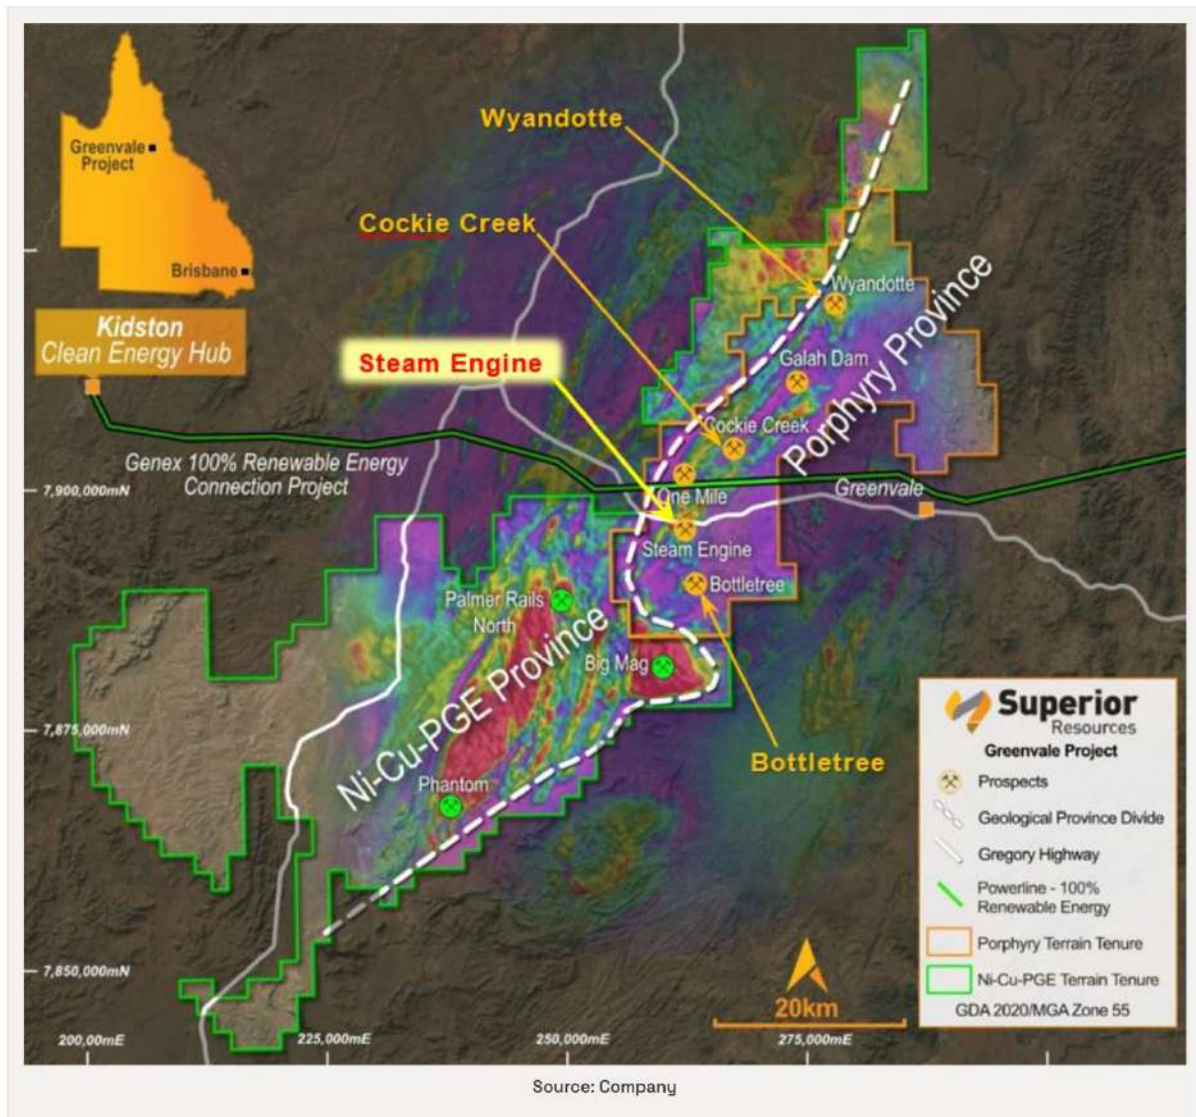 Greenvale
Project
Brisbane
Kidston
Clean Energy Hub
Wyandotte
Cockie Creek
Steam Engine
Wyandotte
Galah Dam
Cockie Creek
Porphyry Province
Genex 100% Renewable Energy
Connection Project
7,900,000mN
One Mile
Greenvale
Steam Engine
Bottletree
Palmer Rails
North
Big Mag
Ni-Cu-PGE Province
7,875,000mN
Phantom
Bottletree
7,850,000mN
200,00mE
225,000mE
250,000mE
275,000mE
20km
Superior
Resources
Greenvale Project
Prospects
Geological Province Divide
Gregory Highway
Powerline - 100%
Renewable Energy
Porphyry Terrain Tenure
Ni-Cu-PGE Terrain Tenure
GDA 2020/MGA Zone 55
Source: Company